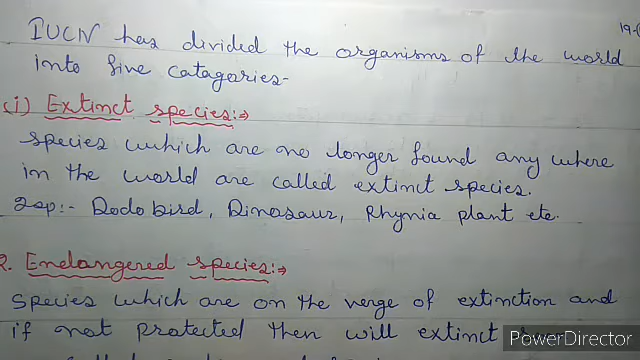 19-(
IUCN has divided the organisms of the world
into five catagories-
(i) Extinct species:→
species which are no longer found any where
in the world are called extinct species.
Dodo bird, Dinosaur, Rhynia plant etc.
2. Endangered species:→
Species which are on the verge of extinction and
if not protected then will extinct
PowerDirector